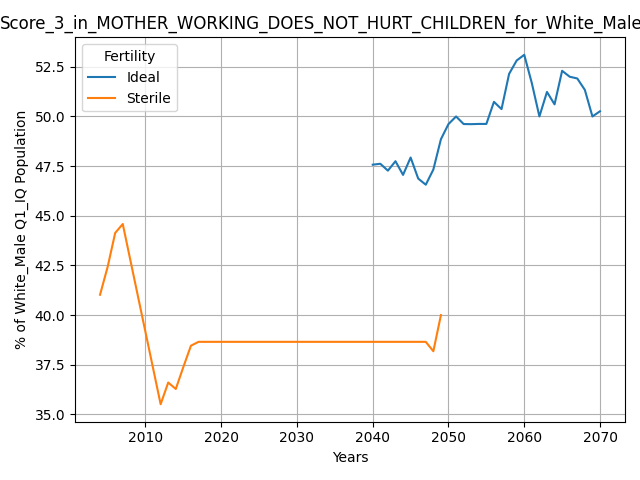 Score_3_in_MOTHER_WORKING_DOES_NOT_HURT_CHILDREN_for_White_Male
Fertility
Ideal
Sterile
% of White_Male Q1_IQ Population
52.5
50.0
47.5
45.0
42.5
40.0
37.5
35.0
2010 2020 2030 2040 2050 2060 2070
Years